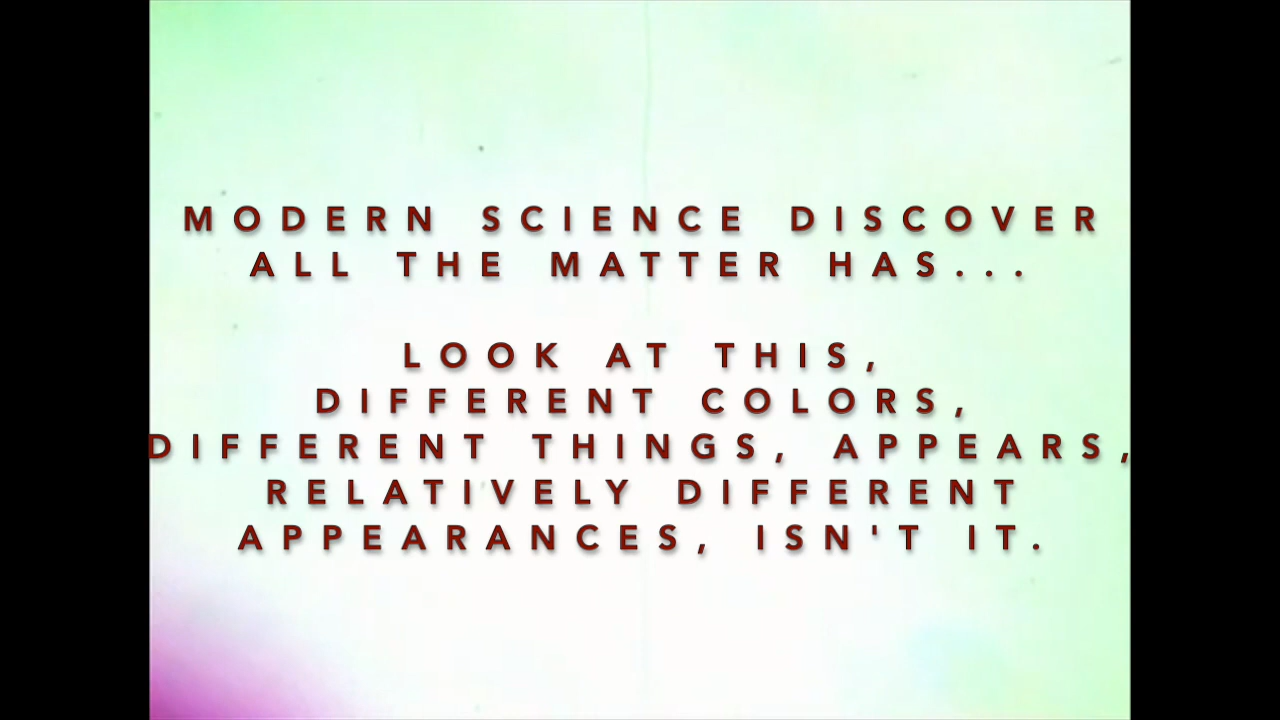 MODERN SCIENCE DISCOVER
ALL THE MATTER HAS...
LOOK AT THIS,
DIFFERENT COLORS,
DIFFERENT THINGS, APPEARS,
RELATIVELY DIFFERENT
APPEARANCES, ISN'T IT.